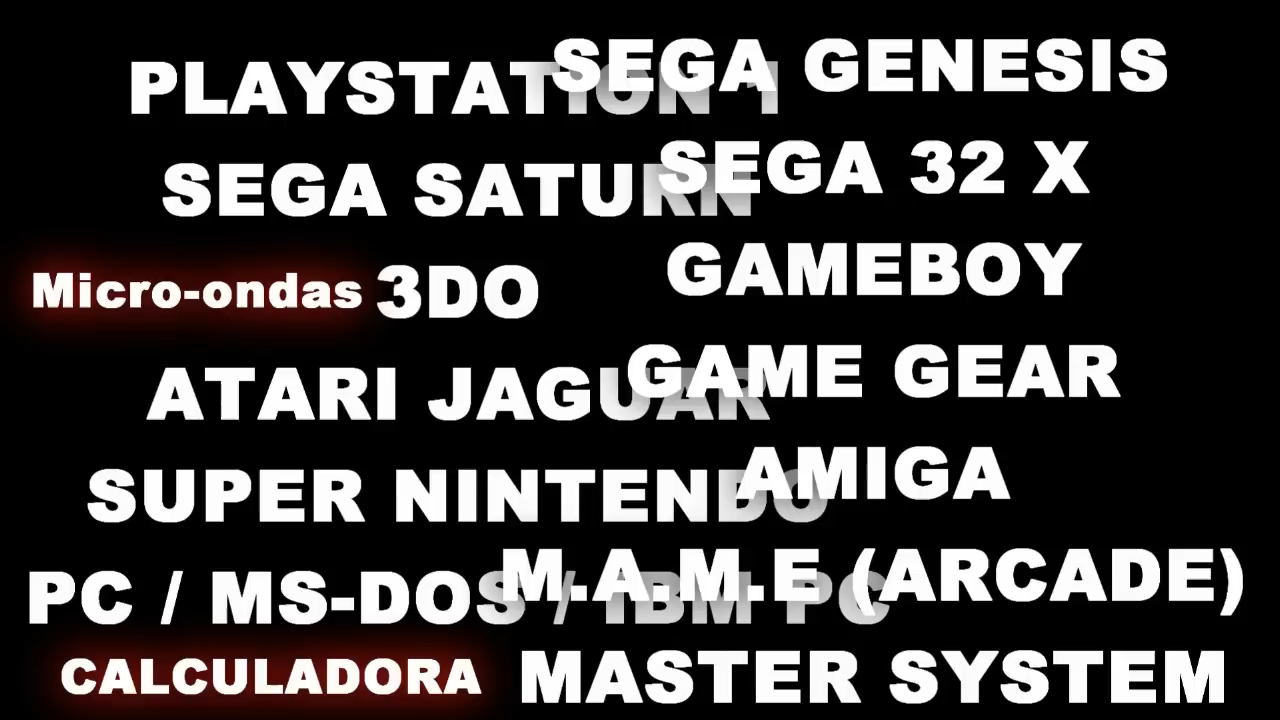 PLAYSTATION 1
SEGA GENESIS
SEGA SATURN
SEGA 32 X
Micro-ondas
3DO
GAMEBOY
ATARI JAGUAR
GAME GEAR
SUPER NINTENDO
AMIGA
PC / MS-DOS / IBM PC
M.A.M.E (ARCADE)
CALCULADORA
MASTER SYSTEM